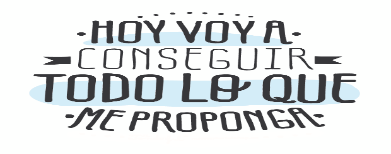 HOY VOY A
CONSEGUIR
TODO LO QUE
ME PROPONGA